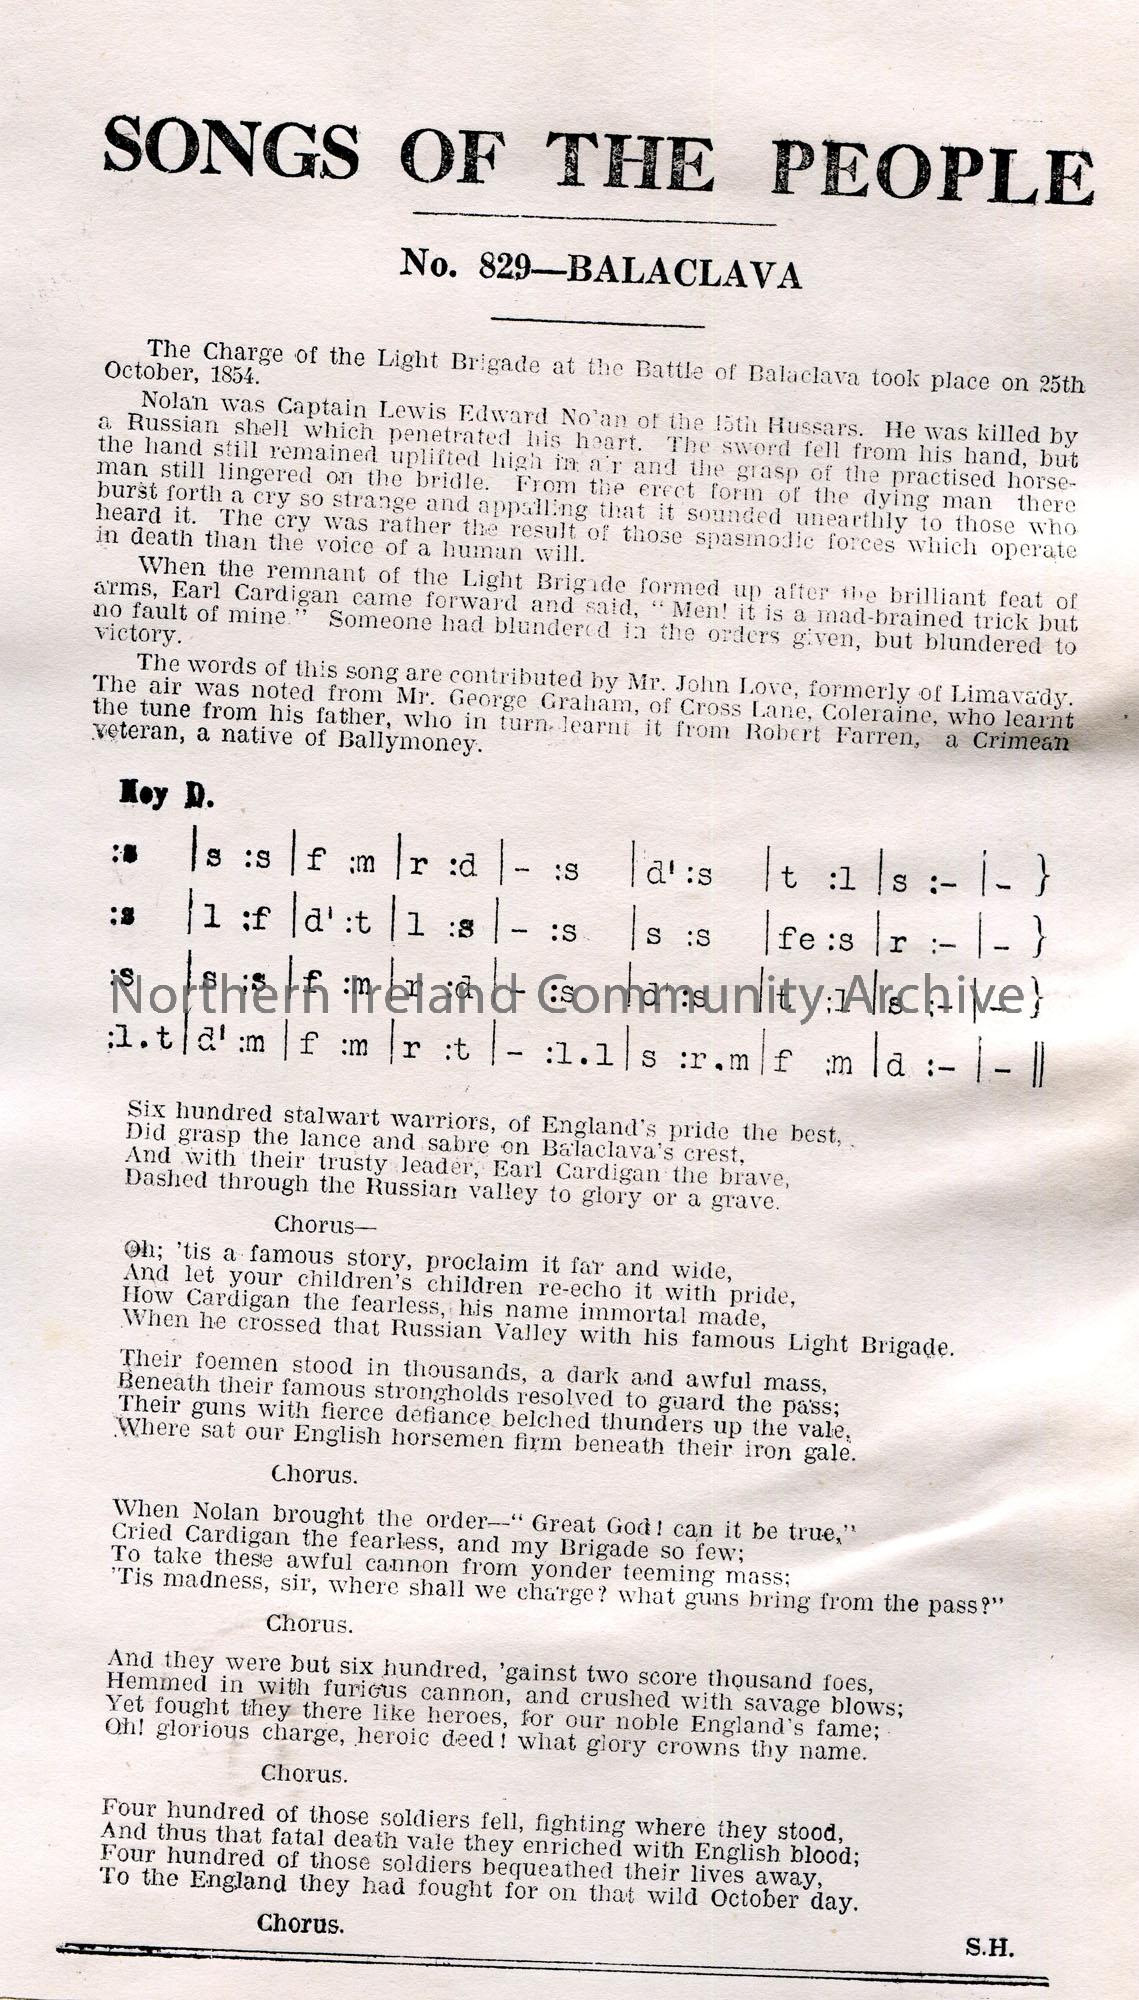 SONGS OF THE PEOPLE
No. 829—BALACLAVA
The Charge of the Light Brigade at the Battle of Balaclava took place on 25th
October, 1854.
Nolan was Captain Lewis Edward No'an of the 15th Hussars. He was killed by
a Russian shell which penetrated his heart. The sword fell from his hand, but
the hand still remained uplifted high in air and the grasp of the practised horse-
man still lingered on the bridle. From the erect form of the dying man there
burst forth a cry so strange and appalling that it sounded unearthly to those who
heard it. The cry was rather the result of those spasmodic forces which operate
in death than the voice of a human will.
When the remnant of the Light Brigade formed up after the brilliant feat of
arms, Earl Cardigan came forward and said, "Men! it is a mad-brained trick but
no fault of mine." Someone had blundered in the orders given, but blundered to
victory.
The words of this song are contributed by Mr. John Love, formerly of Limavady.
The air was noted from Mr. George Graham, of Cross Lane, Coleraine, who learnt
the tune from his father, who in turn learnt it from Robert Farren, a Crimean
veteran, a native of Ballymoney.
Key D.
:s |s :s |f :m |r :d |- :s |d' :s |t :l |s :- |- }
:s |l :f |d' :t |l :s |- :s |s :s |fe :s |r :- |- }
:s |s :s |f :m |r :d |- :s |d' :s |t :l |s :- |- }
:l.t |d' :m |f :m |r :t |- :l.l |s :r.m |f :m |d :- |- ||
Northern Ireland Community Archive
Six hundred stalwart warriors, of England's pride the best,
Did grasp the lance and sabre on Balaclava's crest,
And with their trusty leader, Earl Cardigan the brave,
Dashed through the Russian valley to glory or a grave.
Chorus—
Oh; 'tis a famous story, proclaim it far and wide,
And let your children's children re-echo it with pride,
How Cardigan the fearless, his name immortal made,
When he crossed that Russian Valley with his famous Light Brigade.
Their foemen stood in thousands, a dark and awful mass,
Beneath their famous strongholds resolved to guard the pass;
Their guns with fierce defiance belched thunders up the vale,
Where sat our English horsemen firm beneath their iron gale.
Chorus.
When Nolan brought the order—" Great God! can it be true,"
Cried Cardigan the fearless, and my Brigade so few;
To take these awful cannon from yonder teeming mass;
'Tis madness, sir, where shall we charge? what guns bring from the pass?"
Chorus.
And they were but six hundred, 'gainst two score thousand foes,
Hemmed in with furious cannon, and crushed with savage blows;
Yet fought they there like heroes, for our noble England's fame;
Oh! glorious charge, heroic deed! what glory crowns thy name.
Chorus.
Four hundred of those soldiers fell, fighting where they stood,
And thus that fatal death vale they enriched with English blood;
Four hundred of those soldiers bequeathed their lives away,
To the England they had fought for on that wild October day.
Chorus.
S.H.